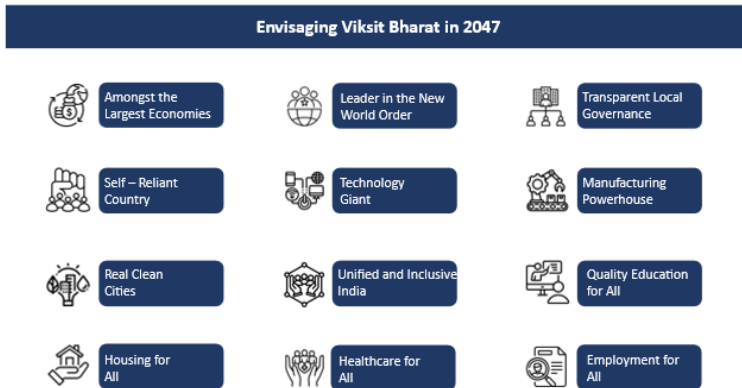 Envisaging Viksit Bharat in 2047
Amongst the
Largest Economies
Leader in the New
World Order
Transparent Local
Governance
Self – Reliant
Country
Technology
Giant
Manufacturing
Powerhouse
Real Clean
Cities
Unified and Inclusive
India
Quality Education
for All
Housing for
All
Healthcare for
All
Employment for
All